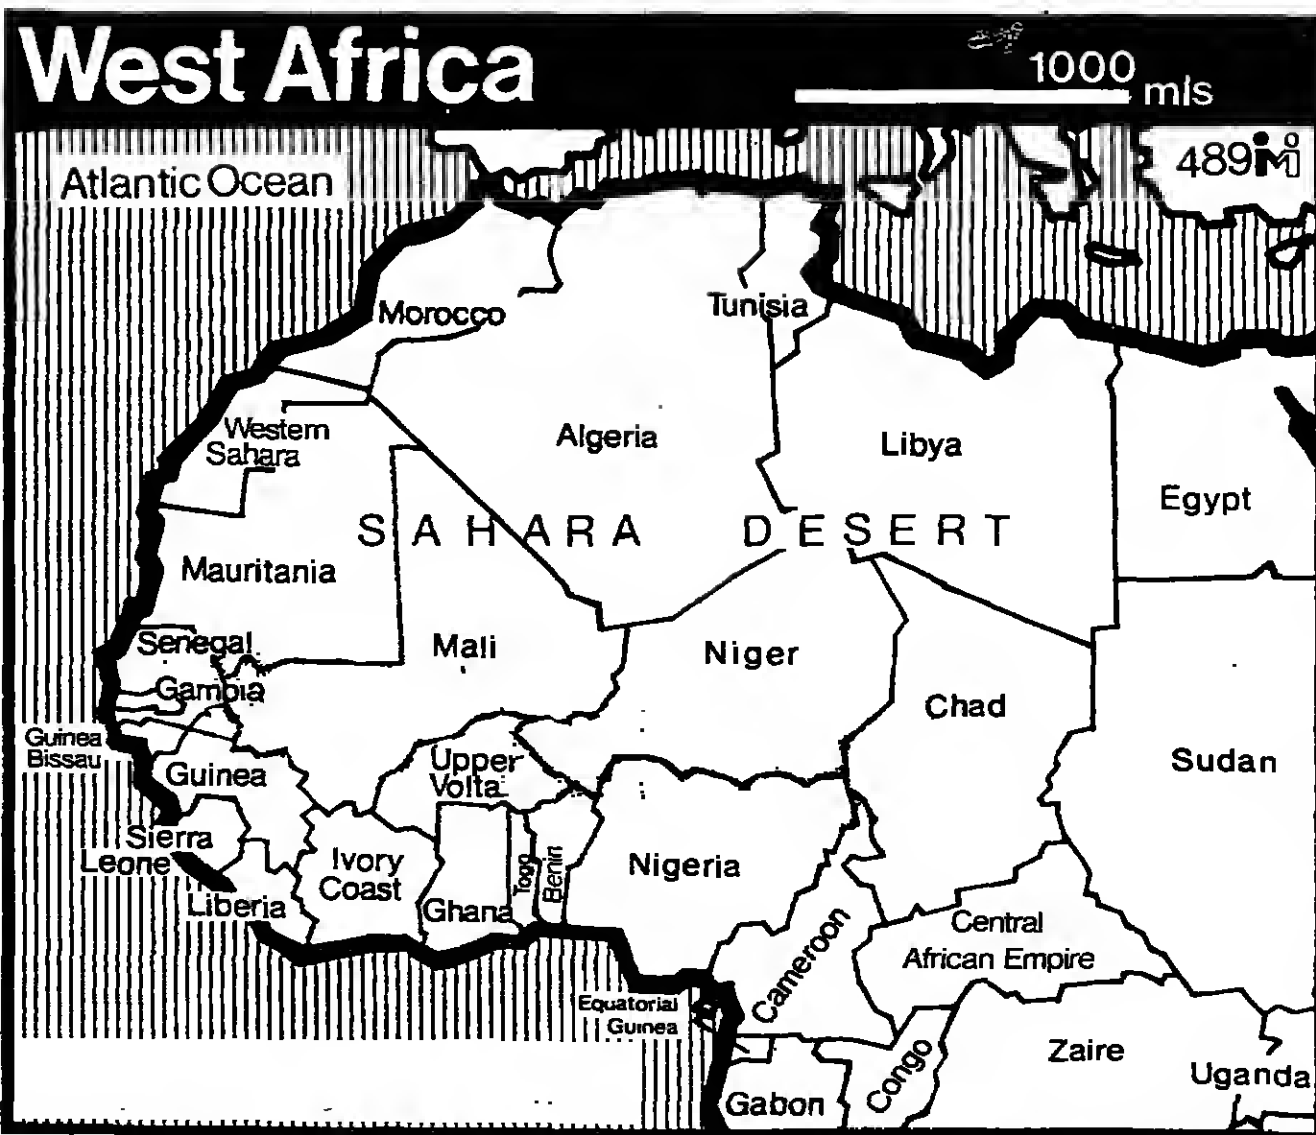 West Africa
1000 mls
489 iMi
Atlantic Ocean
Morocco
Tunisia
Western
Sahara
Algeria
Libya
Egypt
SAHARA DESERT
Mauritania
Senegal
Mali
Niger
Gambia
Chad
Guinea
Bissau
Guinea
Upper
Volta
Sudan
Sierra
Leone
Ivory
Coast
Togo
Benin
Nigeria
Liberia
Ghana
Cameroon
Central
African Empire
Equatorial
Guinea
Zaire
Congo
Uganda
Gabon